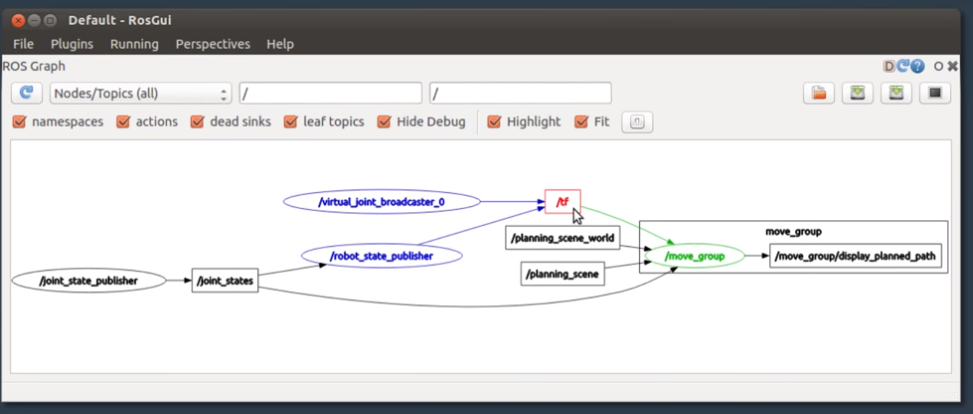 Default - RosGui
File Plugins Running Perspectives Help
ROS Graph
D ? O
Nodes/Topics (all) / /
namespaces actions dead sinks leaf topics Hide Debug Highlight Fit
/virtual_joint_broadcaster_0 /tf
/planning_scene_world move_group
/robot_state_publisher /move_group /move_group/display_planned_path
/planning_scene
/joint_state_publisher /joint_states